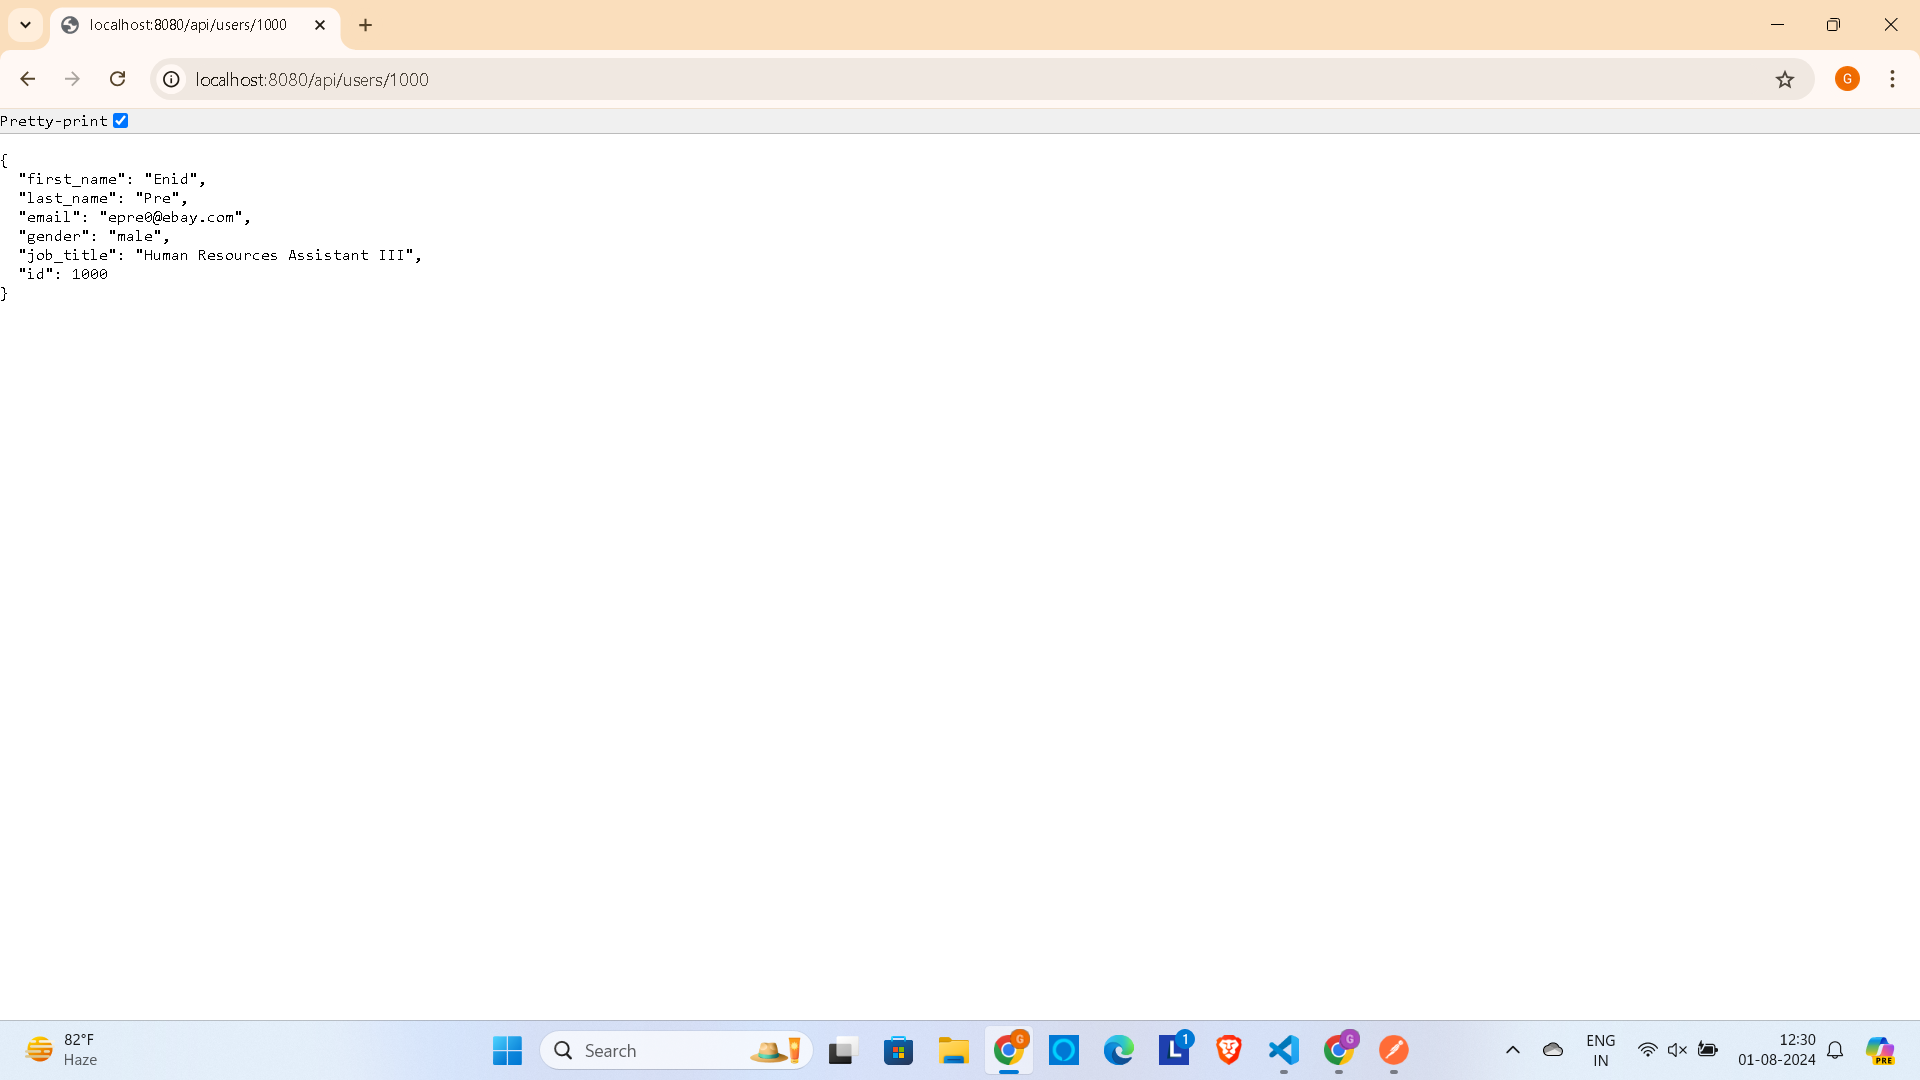 localhost:8080/api/users/1000
localhost:8080/api/users/1000
G
Pretty-print
{
  "first_name": "Enid",
  "last_name": "Pre",
  "email": "epre0@ebay.com",
  "gender": "male",
  "job_title": "Human Resources Assistant III",
  "id": 1000
}
82°F
Haze
Search
G
L
1
G
PRE
ENG
IN
12:30
01-08-2024